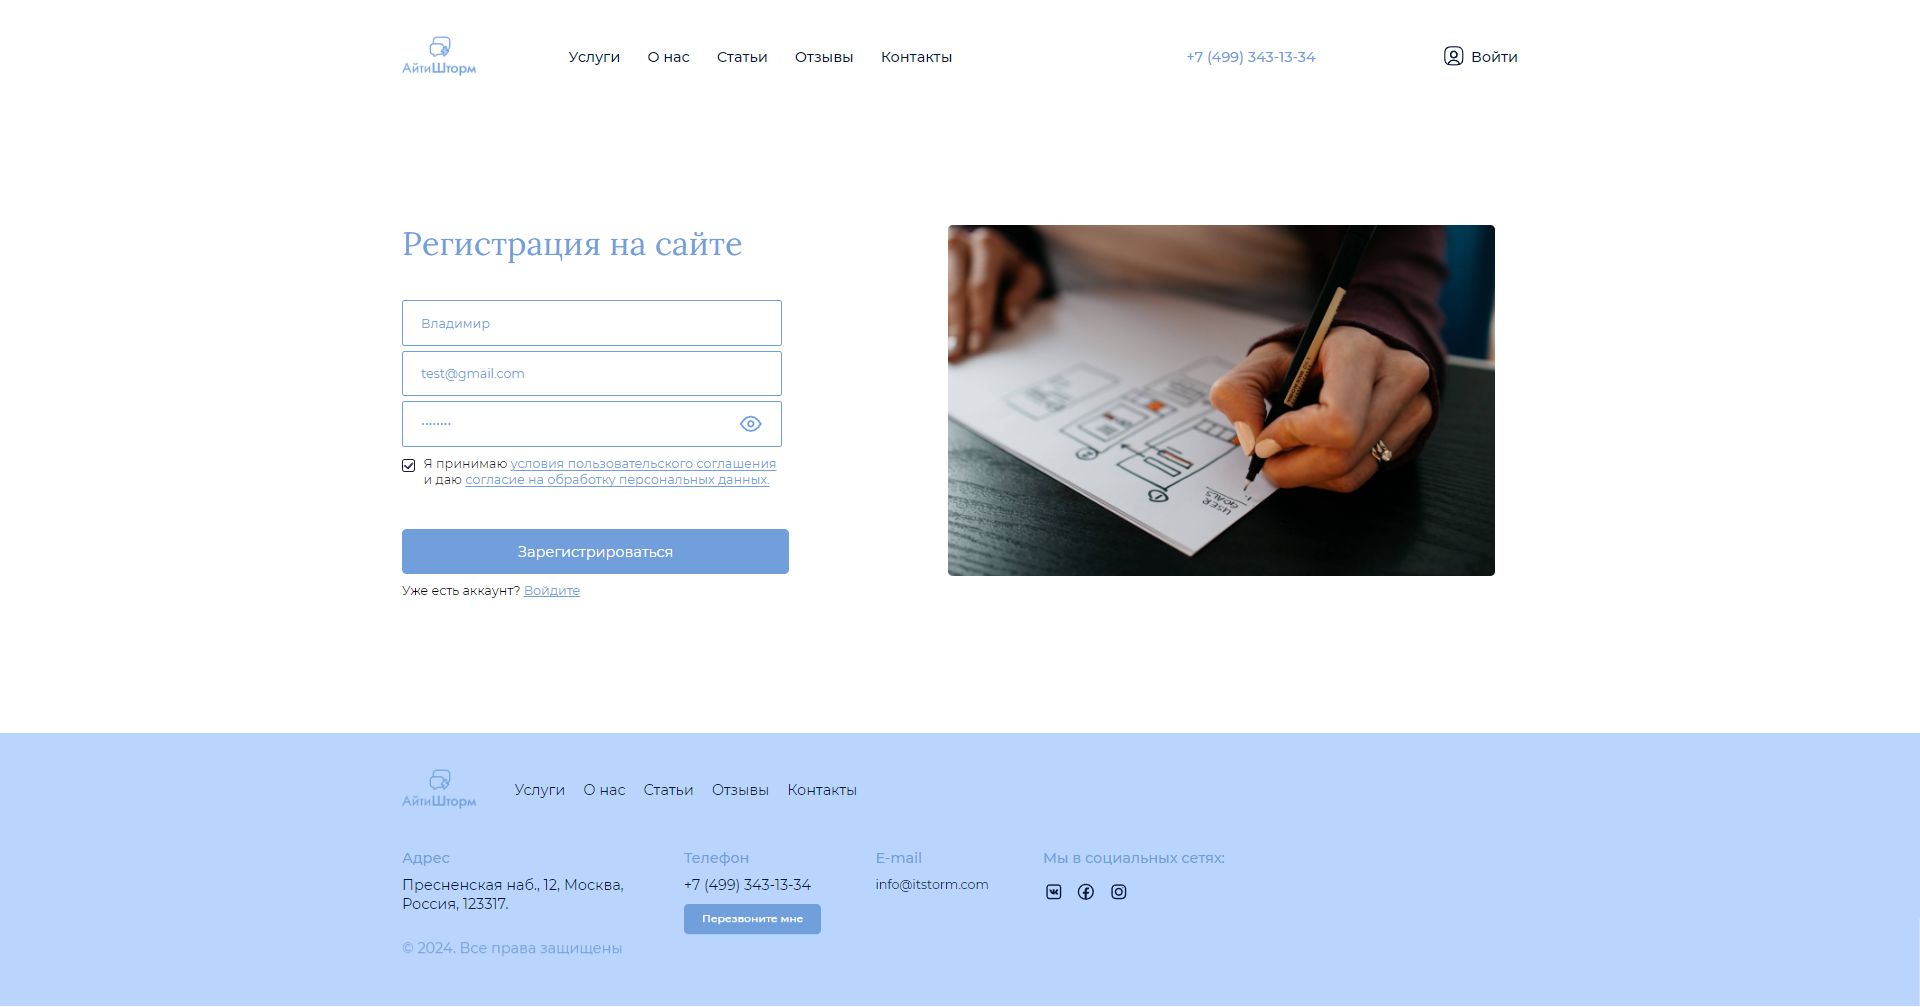 АйтиШторм
Услуги
О нас
Статьи
Отзывы
Контакты
+7 (499) 343-13-34
Войти
Регистрация на сайте
Владимир
test@gmail.com
········
Я принимаю условия пользовательского соглашения
и даю согласие на обработку персональных данных.
Зарегистрироваться
Уже есть аккаунт? Войдите
USER
GOALS
1.
АйтиШторм
Услуги
О нас
Статьи
Отзывы
Контакты
Адрес
Пресненская наб., 12, Москва,
Россия, 123317.
Телефон
+7 (499) 343-13-34
Перезвоните мне
E-mail
info@itstorm.com
Мы в социальных сетях:
© 2024. Все права защищены